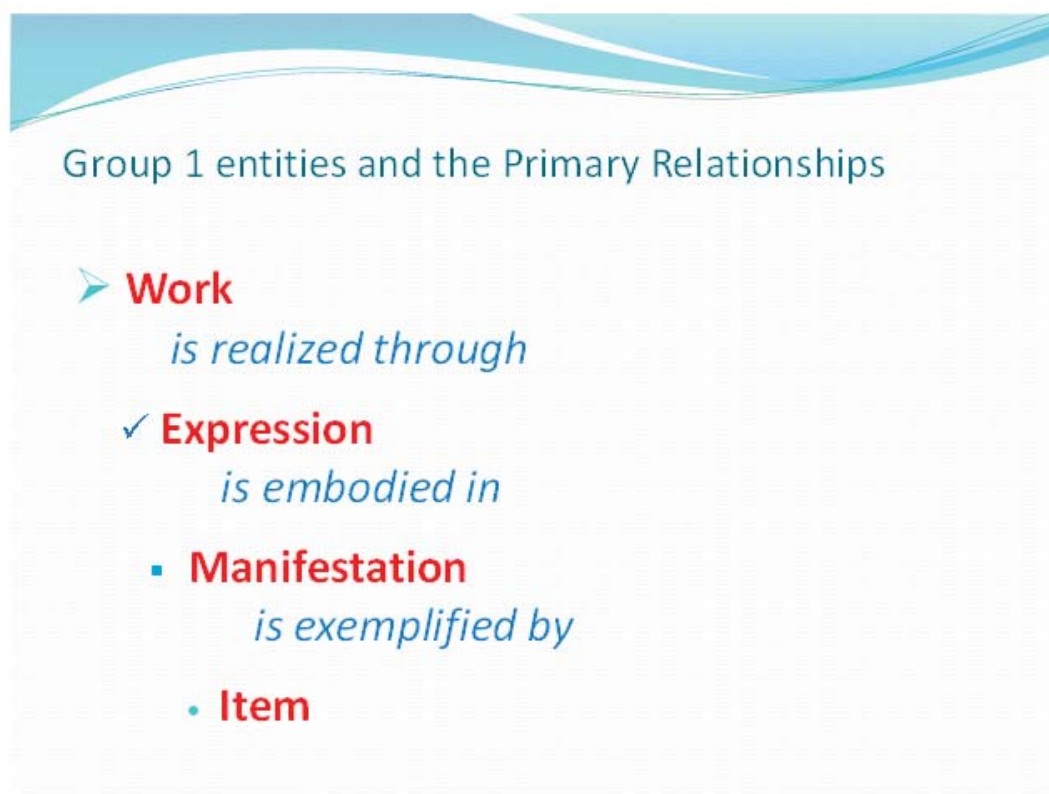 Group 1 entities and the Primary Relationships
Work
is realized through
Expression
is embodied in
Manifestation
is exemplified by
Item